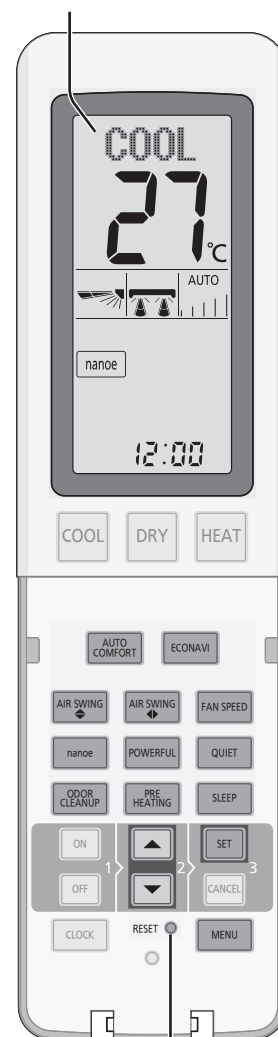 COOL
27°C
AUTO
nanoe
12:00
COOL DRY HEAT
AUTO COMFORT ECONAVI
AIR SWING AIR SWING FAN SPEED
nanoe POWERFUL QUIET
ODOR CLEANUP PRE HEATING SLEEP
ON SET
1 2 3
OFF CANCEL
CLOCK RESET MENU